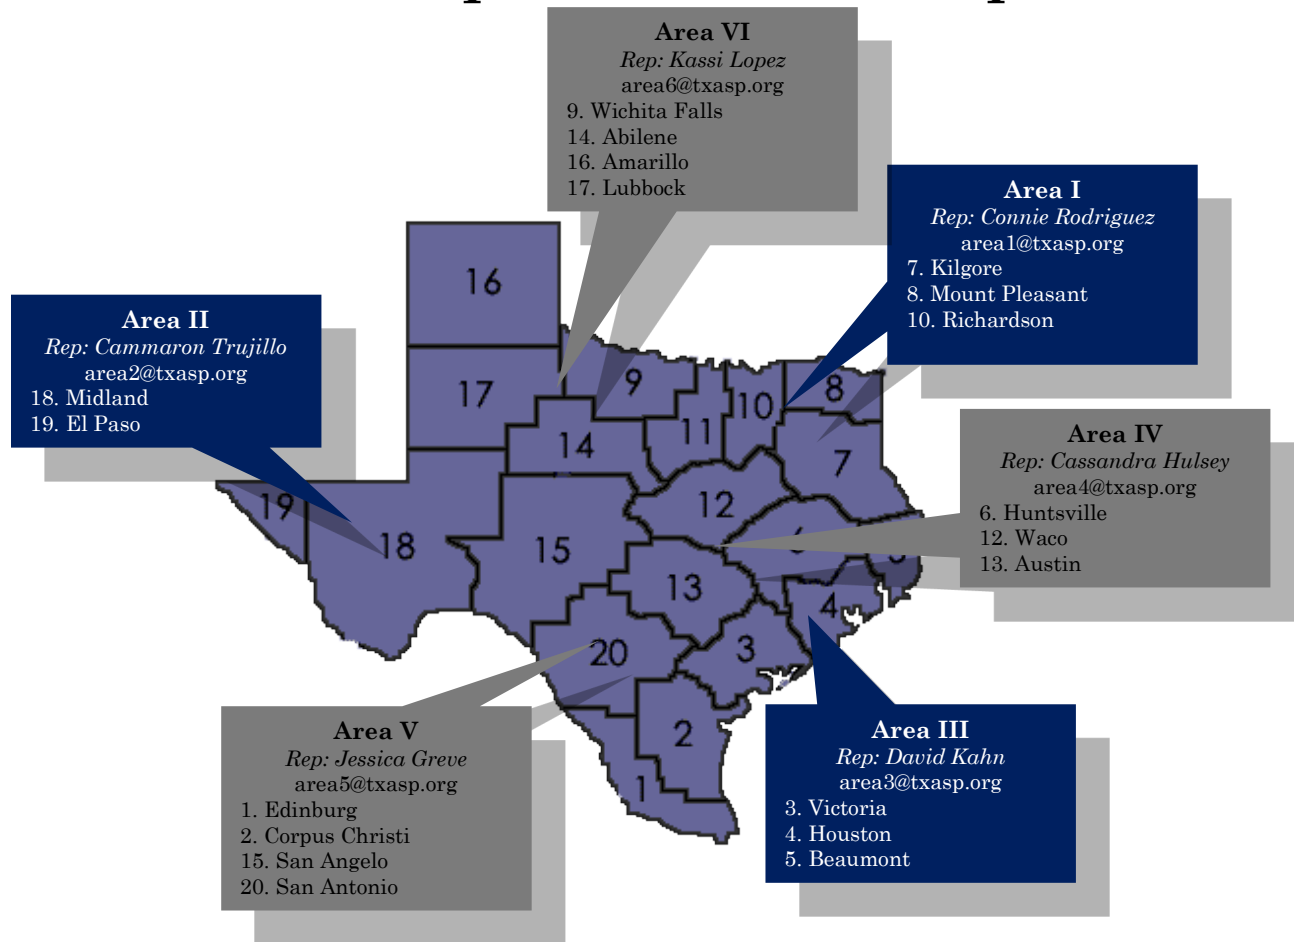 Area VI
Rep: Kassi Lopez
area6@txasp.org
9. Wichita Falls
14. Abilene
16. Amarillo
17. Lubbock
Area I
Rep: Connie Rodriguez
area1@txasp.org
7. Kilgore
8. Mount Pleasant
10. Richardson
Area II
Rep: Cammaron Trujillo
area2@txasp.org
18. Midland
19. El Paso
Area IV
Rep: Cassandra Hulsey
area4@txasp.org
6. Huntsville
12. Waco
13. Austin
Area V
Rep: Jessica Greve
area5@txasp.org
1. Edinburg
2. Corpus Christi
15. San Angelo
20. San Antonio
Area III
Rep: David Kahn
area3@txasp.org
3. Victoria
4. Houston
5. Beaumont
16
17
9
8
10
11
14
7
12
19
18
15
13
4
20
3
2
1